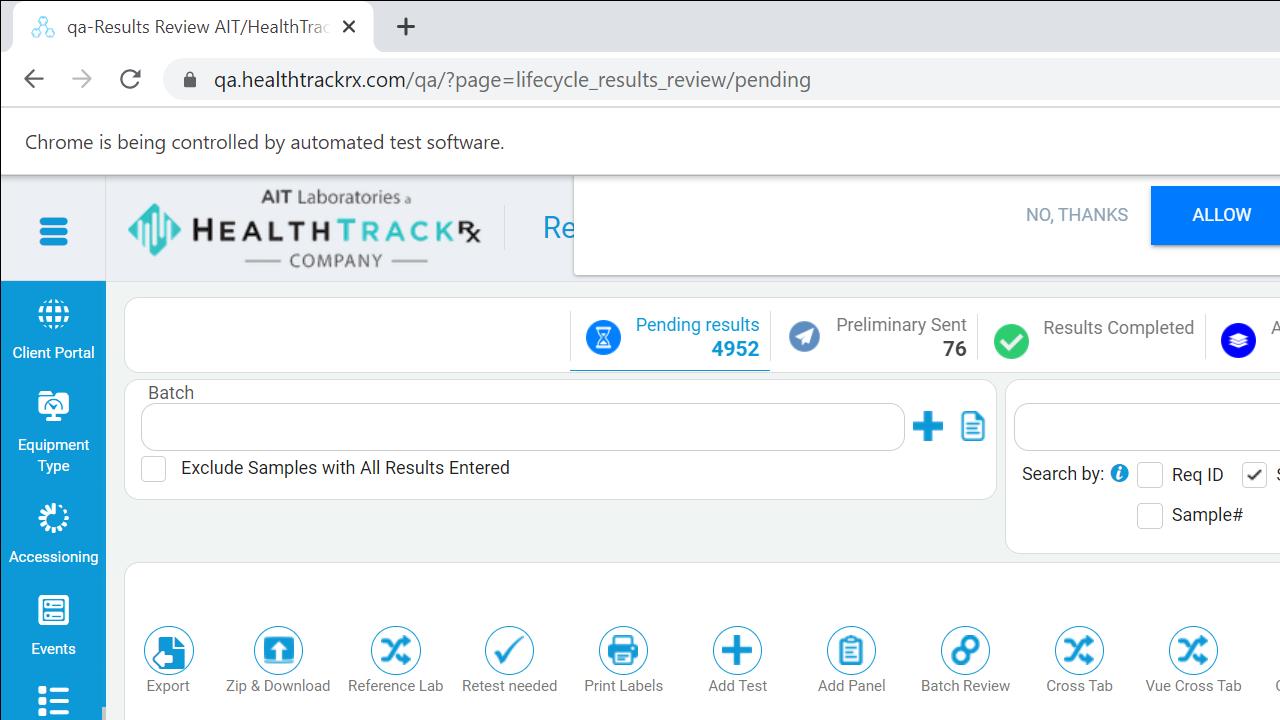 qa-Results Review AIT/HealthTrac
qa.healthtrackrx.com/qa/?page=lifecycle_results_review/pending
Chrome is being controlled by automated test software.
AIT Laboratories a
HEALTHTRACKRx
COMPANY
Re
NO, THANKS
ALLOW
Client Portal
Equipment
Type
Accessioning
Events
Pending results
4952
Preliminary Sent
76
Results Completed
A
Batch
Exclude Samples with All Results Entered
Search by:
Req ID
S
Sample#
Export
Zip & Download
Reference Lab
Retest needed
Print Labels
Add Test
Add Panel
Batch Review
Cross Tab
Vue Cross Tab